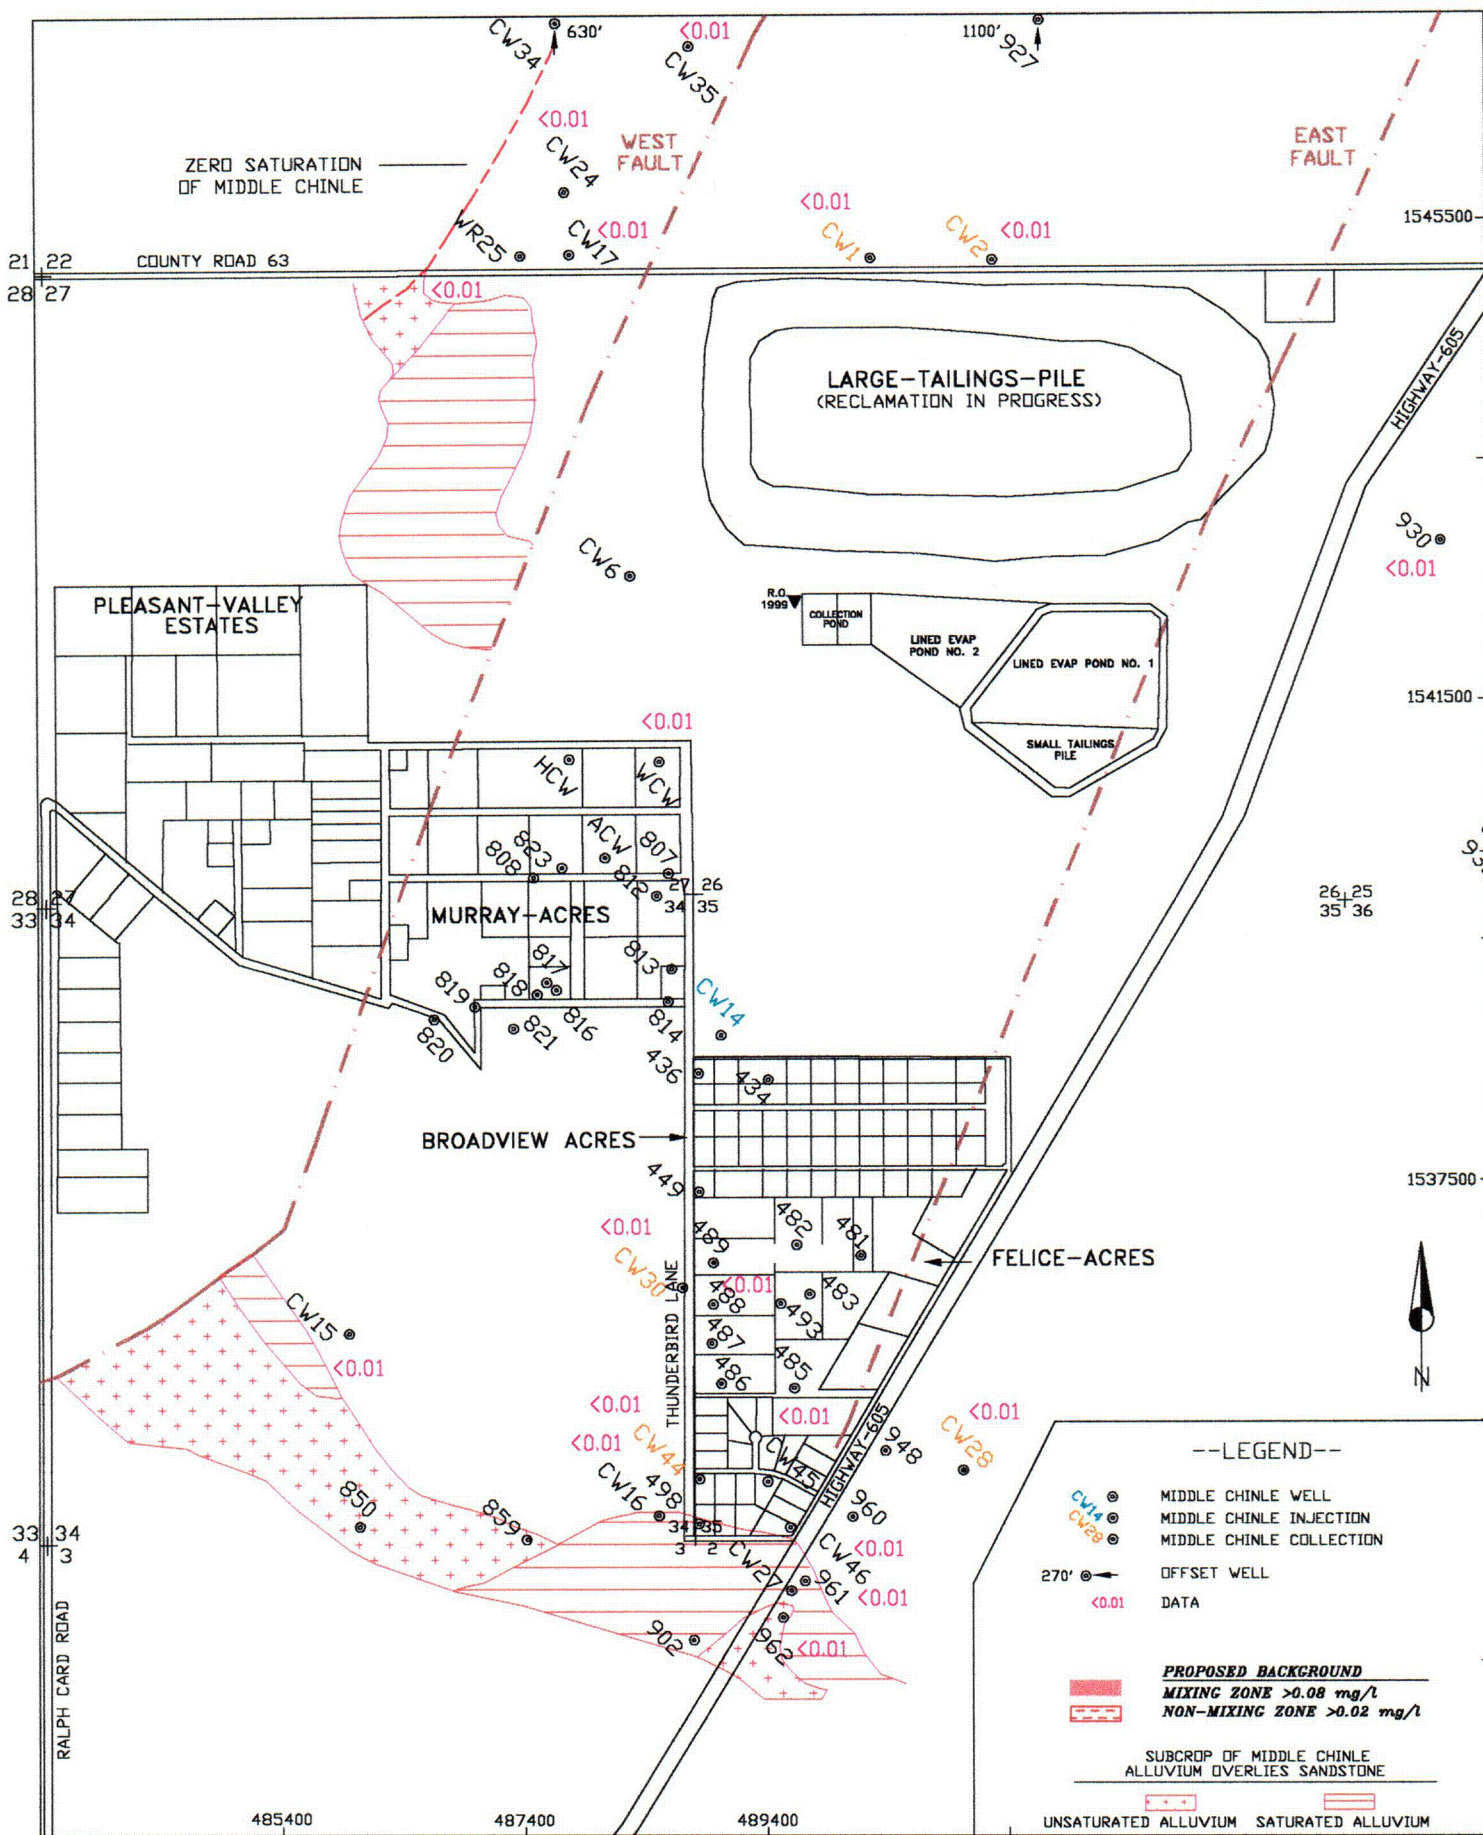 CW34
630'
<0.01
CW35
1100'
927
<0.01
WEST
FAULT
EAST
FAULT
ZERO SATURATION
OF MIDDLE CHINLE
CW24
<0.01
1545500
WR25
CW17
<0.01
CW1
CW2
<0.01
21 22
28 27
COUNTY ROAD 63
<0.01
LARGE-TAILINGS-PILE
(RECLAMATION IN PROGRESS)
HIGHWAY-605
930
<0.01
CW6
PLEASANT-VALLEY
ESTATES
R.O.
1999
COLLECTION
POND
LINED EVAP
POND NO. 2
LINED EVAP POND NO. 1
1541500
<0.01
SMALL TAILINGS
PILE
HCW
WCW
ACW
807
823
808
812
28 27
33 34
27 26
34 35
26 25
35 36
MURRAY-ACRES
813
817
818
819
816
814
CW14
821
820
436
434
BROADVIEW ACRES
449
1537500
<0.01
482
481
489
CW30
FELICE-ACRES
THUNDERBIRD LANE
<0.01
488
483
493
CW15
487
<0.01
486
485
<0.01
<0.01
<0.01
<0.01
HIGHWAY-605
948
CW28
CW44
CW45
CW16
498
850
859
960
33 34
4 3
34 35
3 2
CW27
CW46
<0.01
961
<0.01
902
962
<0.01
RALPH CARD ROAD
N
--LEGEND--
MIDDLE CHINLE WELL
CW14
MIDDLE CHINLE INJECTION
CW28
MIDDLE CHINLE COLLECTION
270'
OFFSET WELL
<0.01
DATA
PROPOSED BACKGROUND
MIXING ZONE >0.08 mg/l
NON-MIXING ZONE >0.02 mg/l
SUBCROP OF MIDDLE CHINLE
ALLUVIUM OVERLIES SANDSTONE
UNSATURATED ALLUVIUM
SATURATED ALLUVIUM
485400
487400
489400